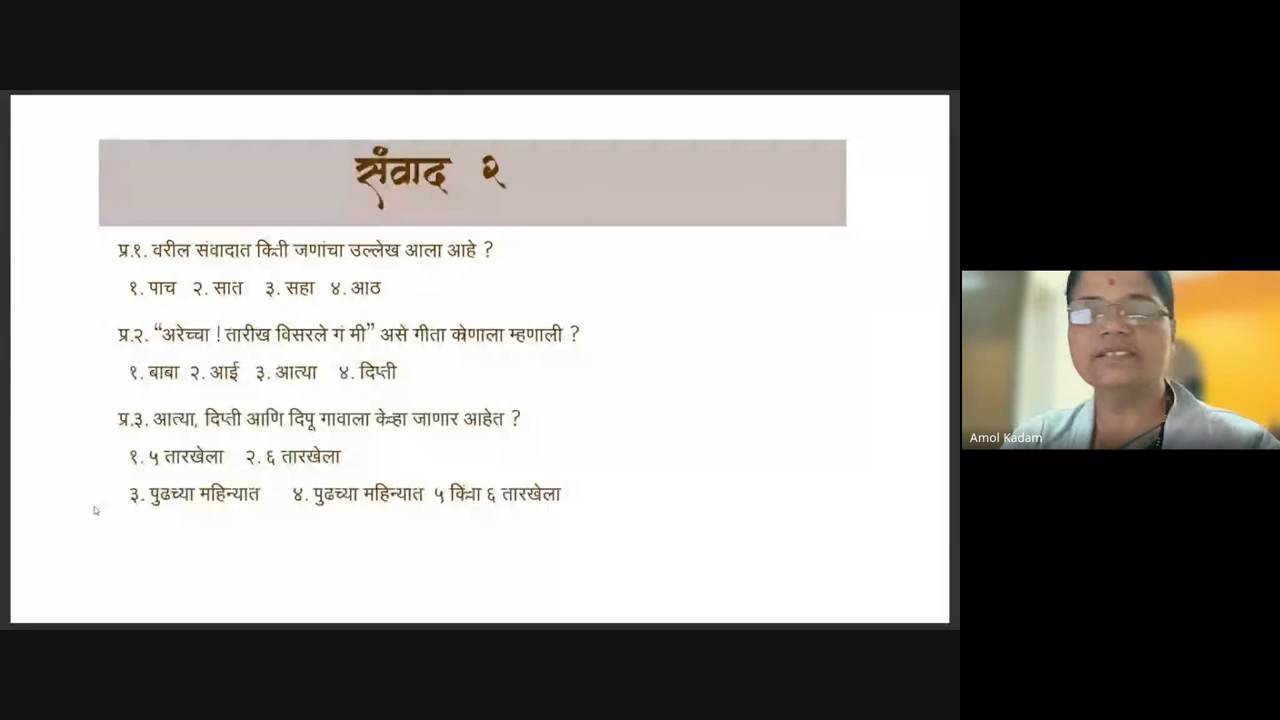 संवाद २
प्र.१. वरील संवादात किती जणांचा उल्लेख आला आहे ?
१. पाच २. सात ३. सहा ४. आठ
प्र.२. “अरेच्चा ! तारीख विसरले गं मी” असे गीता कोणाला म्हणाली ?
१. बाबा २. आई ३. आत्या ४. दिप्ती
प्र.३. आत्या, दिप्ती आणि दिपू गावाला केव्हा जाणार आहेत ?
१. ५ तारखेला २. ६ तारखेला
३. पुढच्या महिन्यात ४. पुढच्या महिन्यात ५ किंवा ६ तारखेला
Amol Kadam